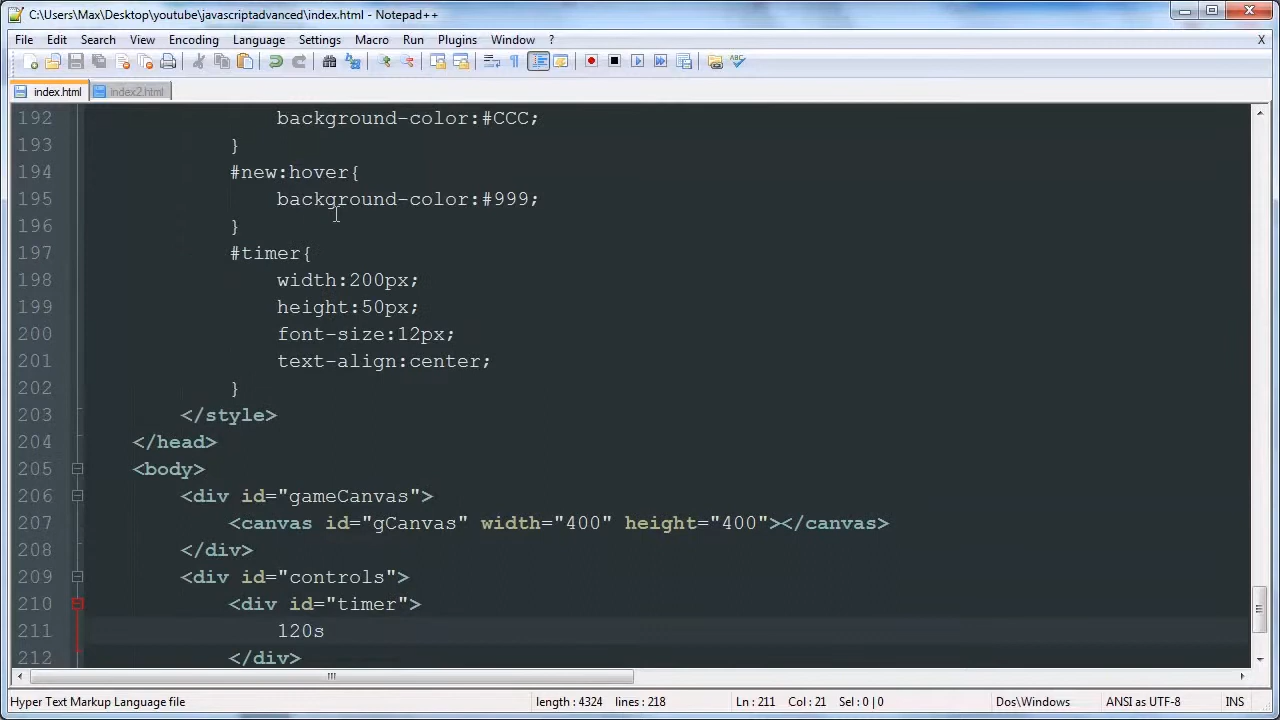 C:\Users\Max\Desktop\youtube\javascriptadvanced\index.html - Notepad++
File Edit Search View Encoding Language Settings Macro Run Plugins Window ? X
index.html index2.html
192 background-color:#CCC;
193 }
194 #new:hover{
195 background-color:#999;
196 }
197 #timer{
198 width:200px;
199 height:50px;
200 font-size:12px;
201 text-align:center;
202 }
203 </style>
204 </head>
205 <body>
206 <div id="gameCanvas">
207 <canvas id="gCanvas" width="400" height="400"></canvas>
208 </div>
209 <div id="controls">
210 <div id="timer">
211 120s
212 </div>
Hyper Text Markup Language file length : 4324 lines : 218 Ln : 211 Col : 21 Sel : 0 | 0 Dos\Windows ANSI as UTF-8 INS